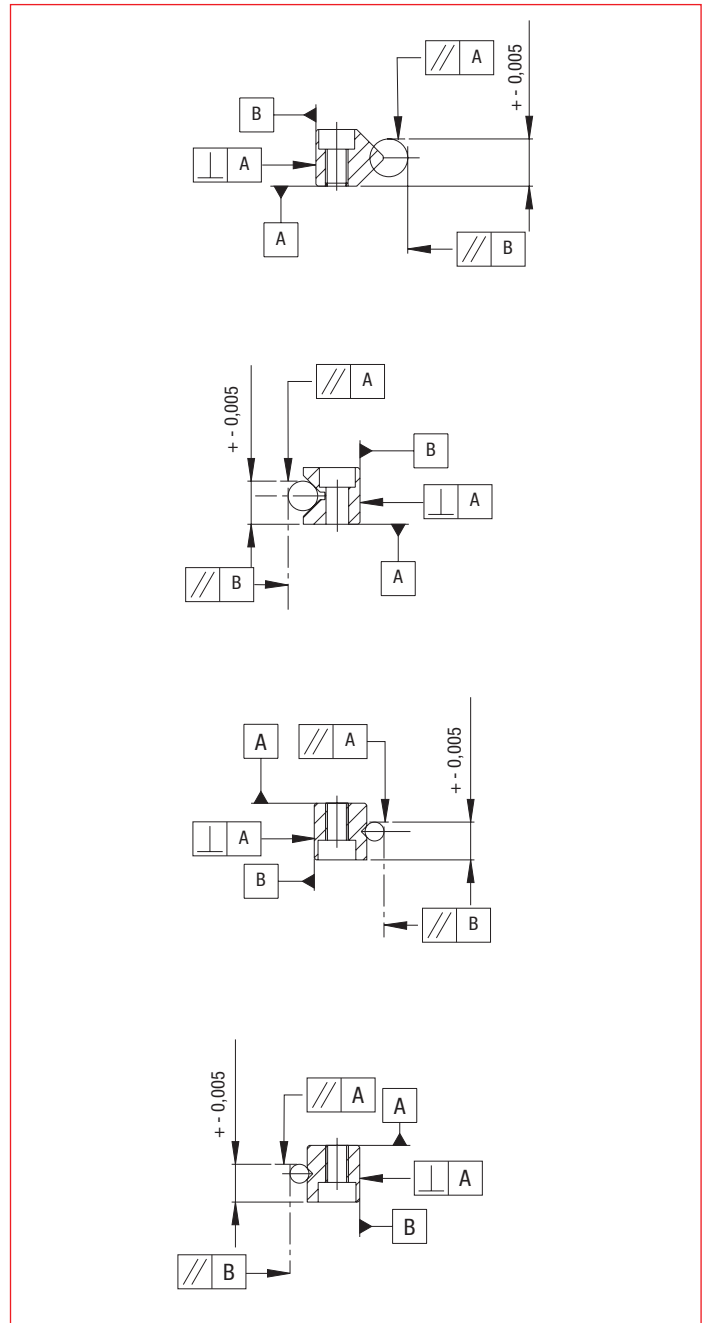 // A
+ - 0,005
B
⊥ A
A
// B
// A
+ - 0,005
B
⊥ A
// B
A
A
// A
+ - 0,005
⊥ A
B
// B
+ - 0,005
// A
A
⊥ A
B
// B